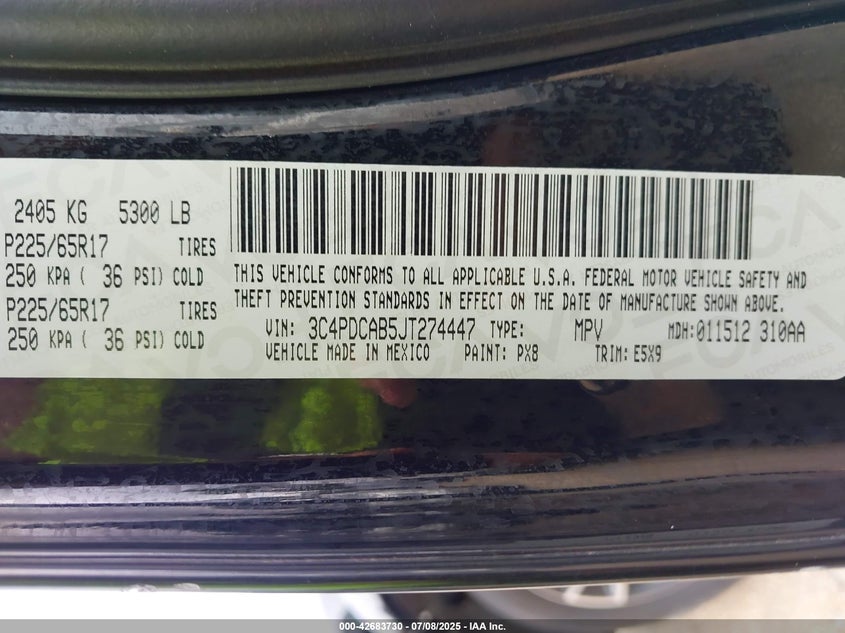 2405 KG 5300 LB
P225/65R17 TIRES
250 KPA ( 36 PSI) COLD
P225/65R17 TIRES
250 KPA ( 36 PSI) COLD
THIS VEHICLE CONFORMS TO ALL APPLICABLE U.S.A. FEDERAL MOTOR VEHICLE SAFETY AND
THEFT PREVENTION STANDARDS IN EFFECT ON THE DATE OF MANUFACTURE SHOWN ABOVE.
VIN: 3C4PDCAB5JT274447 TYPE: MPV MDH:011512 310AA
VEHICLE MADE IN MEXICO PAINT: PX8 TRIM: E5X9
000-42683730 - 07/08/2025 - IAA Inc.